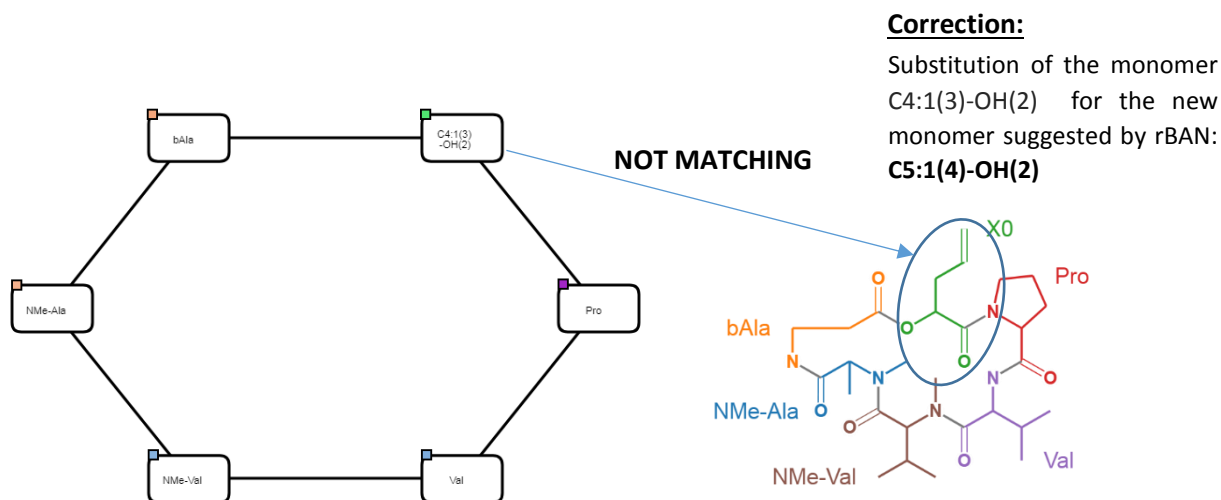 Correction:
Substitution of the monomer
C4:1(3)-OH(2) for the new
monomer suggested by rBAN:
C5:1(4)-OH(2)
bAla
C4:1(3)
-OH(2)
NOT MATCHING
NMe-Ala
Pro
NMe-Val
Val
X0
Pro
O
N
O
O
bAla
O
N
N
O
N
N
O
NMe-Ala
O
O
Val
NMe-Val